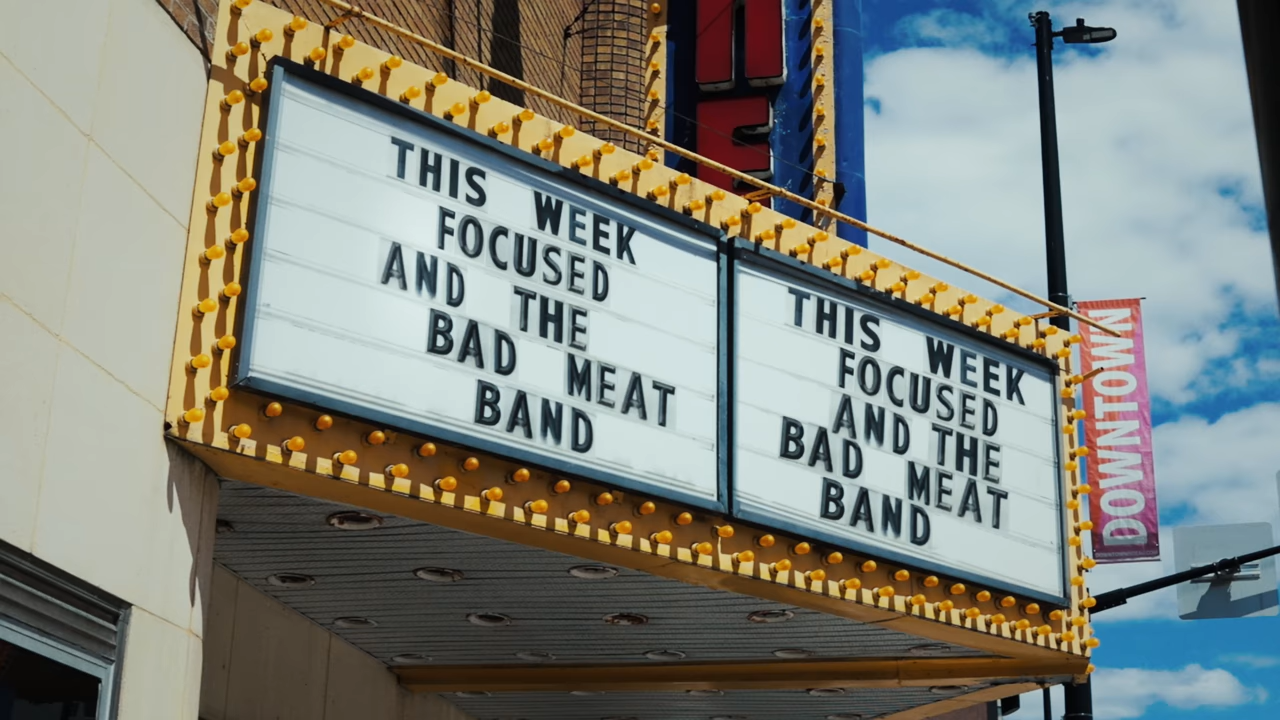 THIS WEEK
FOCUSED
AND THE
BAD MEAT
BAND
THIS WEEK
FOCUSED
AND THE
BAD MEAT
BAND
DOWNTOWN